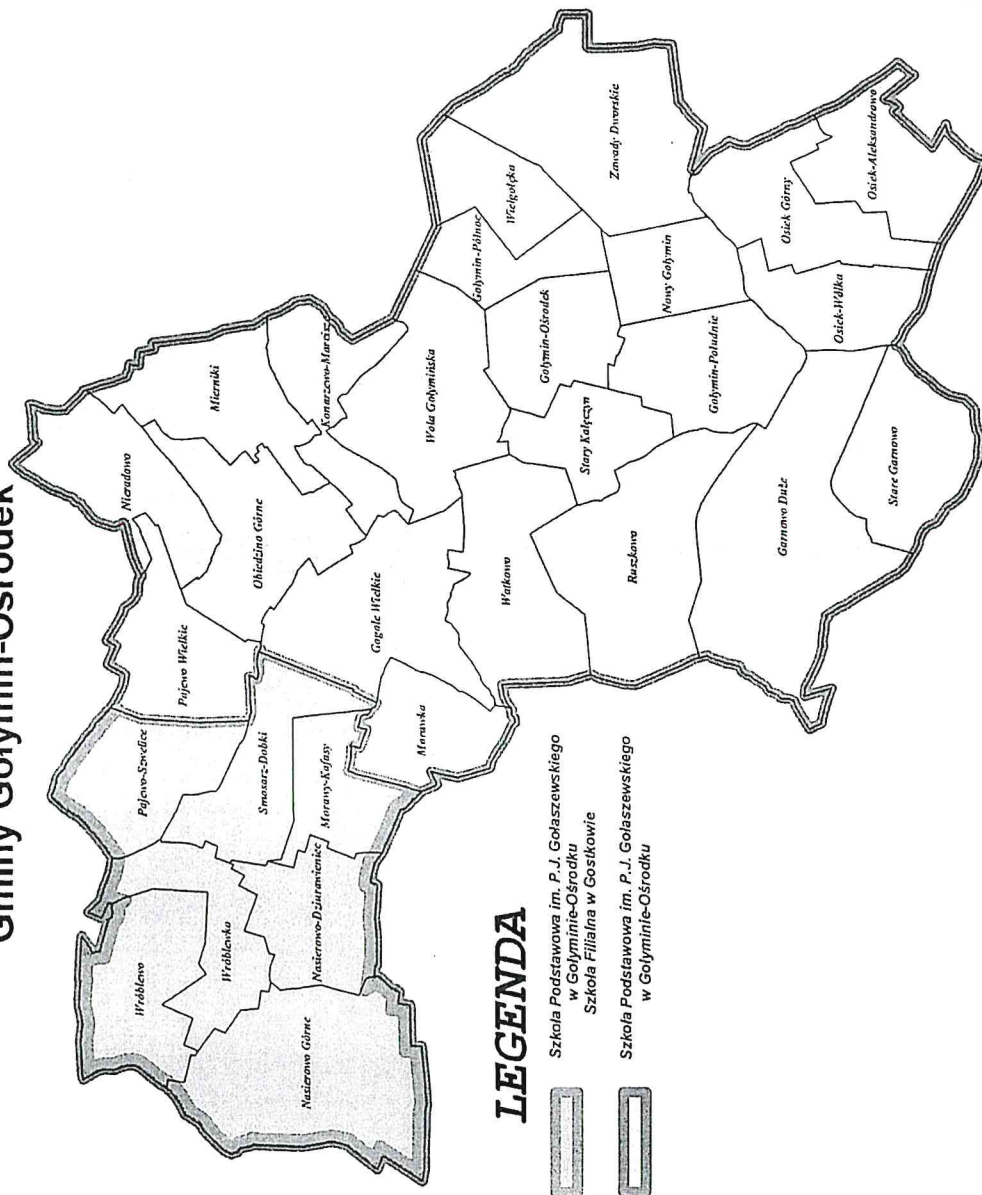 Gminy Gołymin-Ośrodek
Nieradowo
Mierniki
Konarzewo-Marcisze
Pajewo Wielkie
Obiedzino Górne
Pajewo-Szwelice
Wróblewo
Wróblewka
Smosarz-Dobki
Gogole Wielkie
Wola Gołymińska
Gołymin-Północ
Wielgołęka
Zawady Dworskie
Morawy-Kafasy
Nasierowo-Dziurawieniec
Nasierowo Górne
Morawka
Watkowo
Stary Kałęczyn
Gołymin-Ośrodek
Nowy Gołymin
Gołymin-Południe
Ruszkowo
Osiek Górny
Osiek-Aleksandrowo
Osiek-Wólka
Garnowo Duże
Stare Garnowo
LEGENDA
Szkoła Podstawowa im. P.J. Gołaszewskiego
w Gołyminie-Ośrodku
Szkoła Filialna w Gostkowie
Szkoła Podstawowa im. P.J. Gołaszewskiego
w Gołyminie-Ośrodku